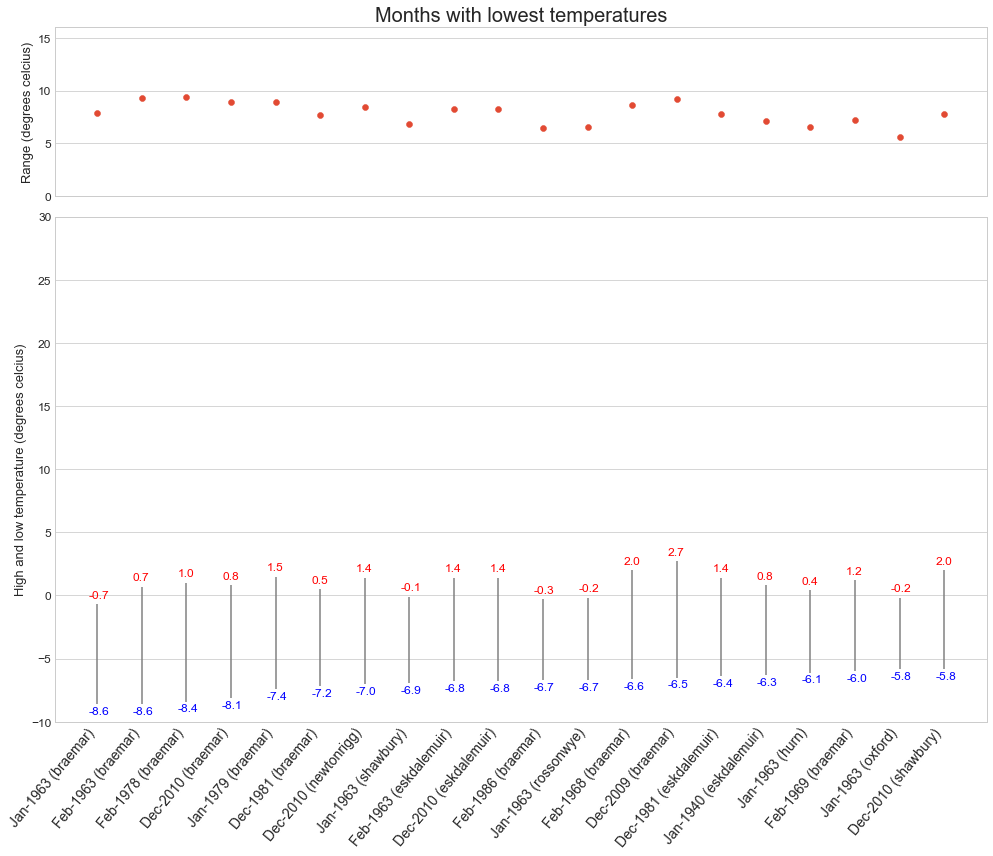 Months with lowest temperatures
Range (degrees celcius)
15
10
5
0
High and low temperature (degrees celcius)
30
25
20
15
10
5
0
−5
−10
-0.7
0.7
1.0
0.8
1.5
0.5
1.4
-0.1
1.4
1.4
-0.3
-0.2
2.0
2.7
1.4
0.8
0.4
1.2
-0.2
2.0
-8.6
-8.6
-8.4
-8.1
-7.4
-7.2
-7.0
-6.9
-6.8
-6.8
-6.7
-6.7
-6.6
-6.5
-6.4
-6.3
-6.1
-6.0
-5.8
-5.8
Jan-1963 (braemar)
Feb-1963 (braemar)
Feb-1978 (braemar)
Dec-2010 (braemar)
Jan-1979 (braemar)
Dec-1981 (braemar)
Dec-2010 (newtonrigg)
Jan-1963 (shawbury)
Feb-1963 (eskdalemuir)
Dec-2010 (eskdalemuir)
Feb-1986 (braemar)
Jan-1963 (rossonwye)
Feb-1968 (braemar)
Dec-2009 (braemar)
Dec-1981 (eskdalemuir)
Jan-1940 (eskdalemuir)
Jan-1963 (hurn)
Feb-1969 (braemar)
Jan-1963 (oxford)
Dec-2010 (shawbury)